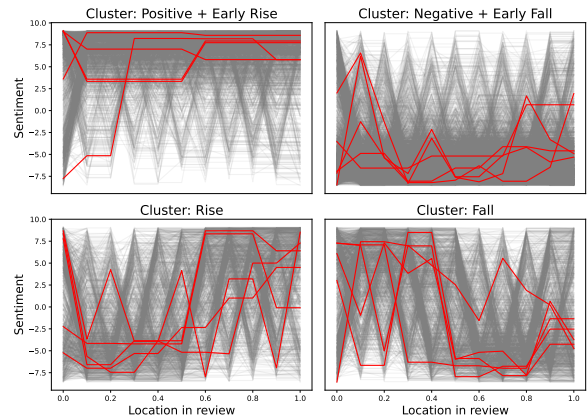 Cluster: Positive + Early Rise
Cluster: Negative + Early Fall
Sentiment
10.0
7.5
5.0
2.5
0.0
−2.5
−5.0
−7.5
Cluster: Rise
Cluster: Fall
Sentiment
10.0
7.5
5.0
2.5
0.0
−2.5
−5.0
−7.5
0.0 0.2 0.4 0.6 0.8 1.0
0.0 0.2 0.4 0.6 0.8 1.0
Location in review
Location in review